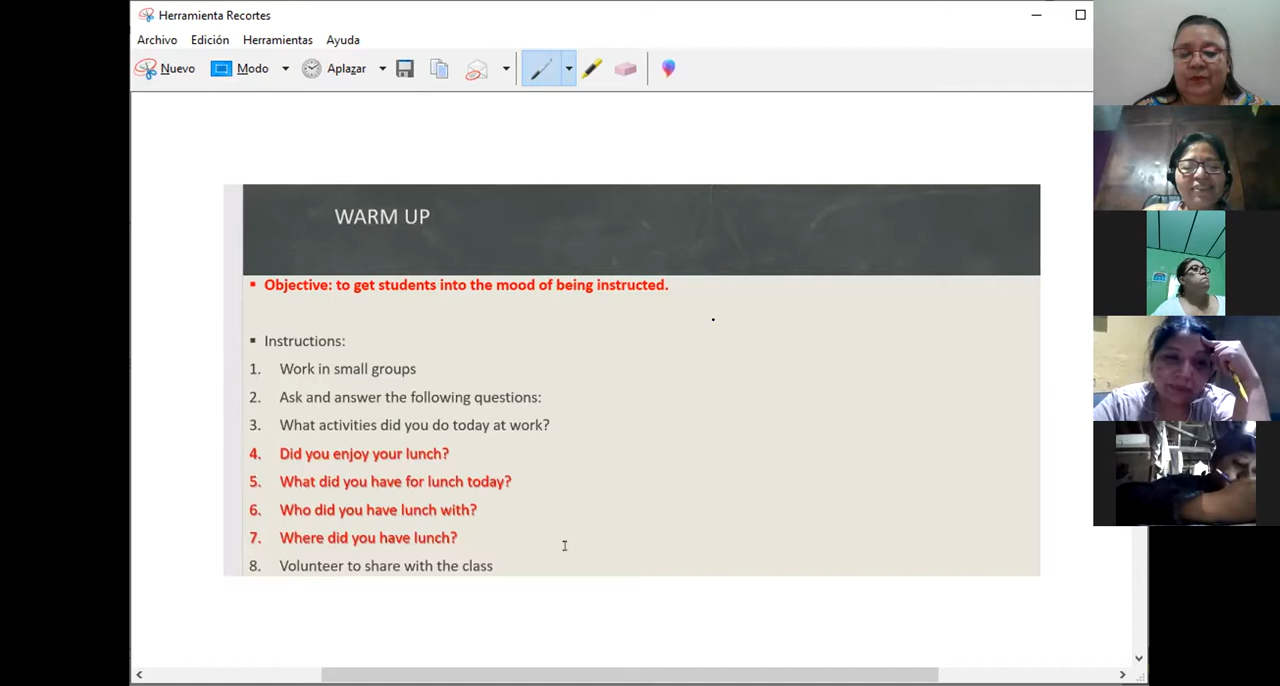 Herramienta Recortes
Archivo Edición Herramientas Ayuda
Nuevo Modo Aplazar
WARM UP
▪ Objective: to get students into the mood of being instructed.
▪ Instructions:
1. Work in small groups
2. Ask and answer the following questions:
3. What activities did you do today at work?
4. Did you enjoy your lunch?
5. What did you have for lunch today?
6. Who did you have lunch with?
7. Where did you have lunch?
8. Volunteer to share with the class